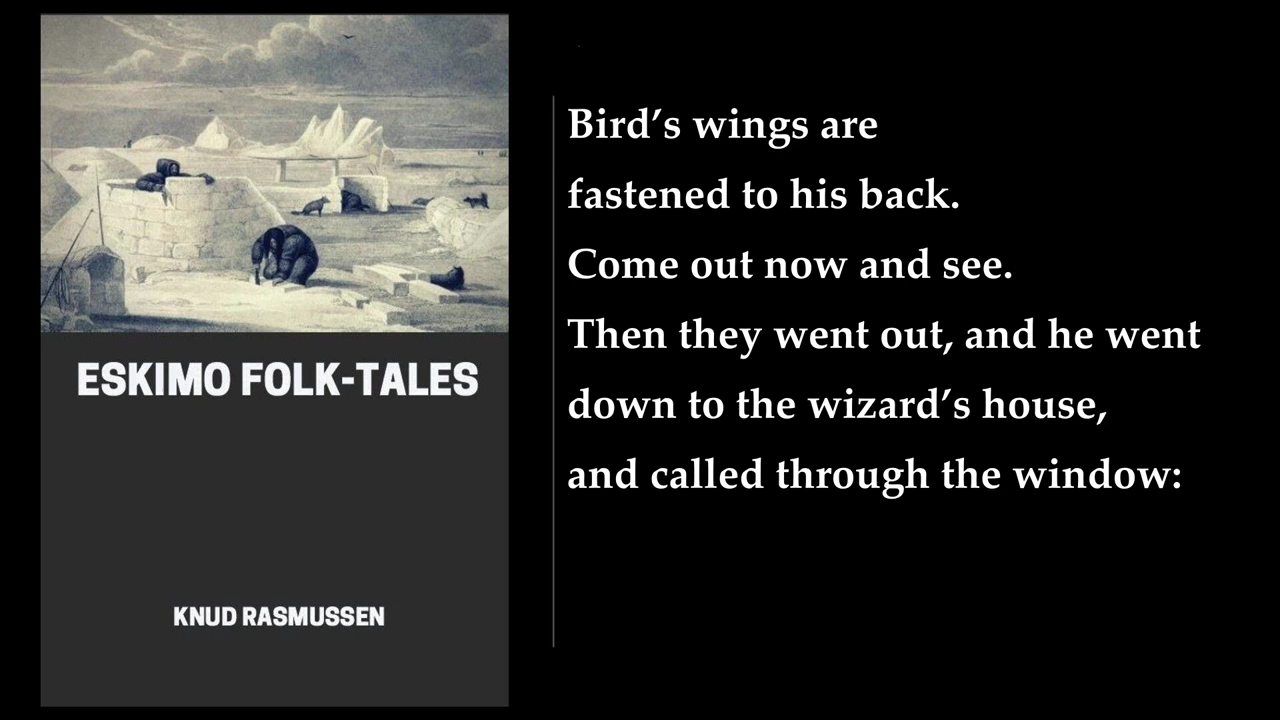 ESKIMO FOLK-TALES
KNUD RASMUSSEN
Bird’s wings are
fastened to his back.
Come out now and see.
Then they went out, and he went
down to the wizard’s house,
and called through the window: